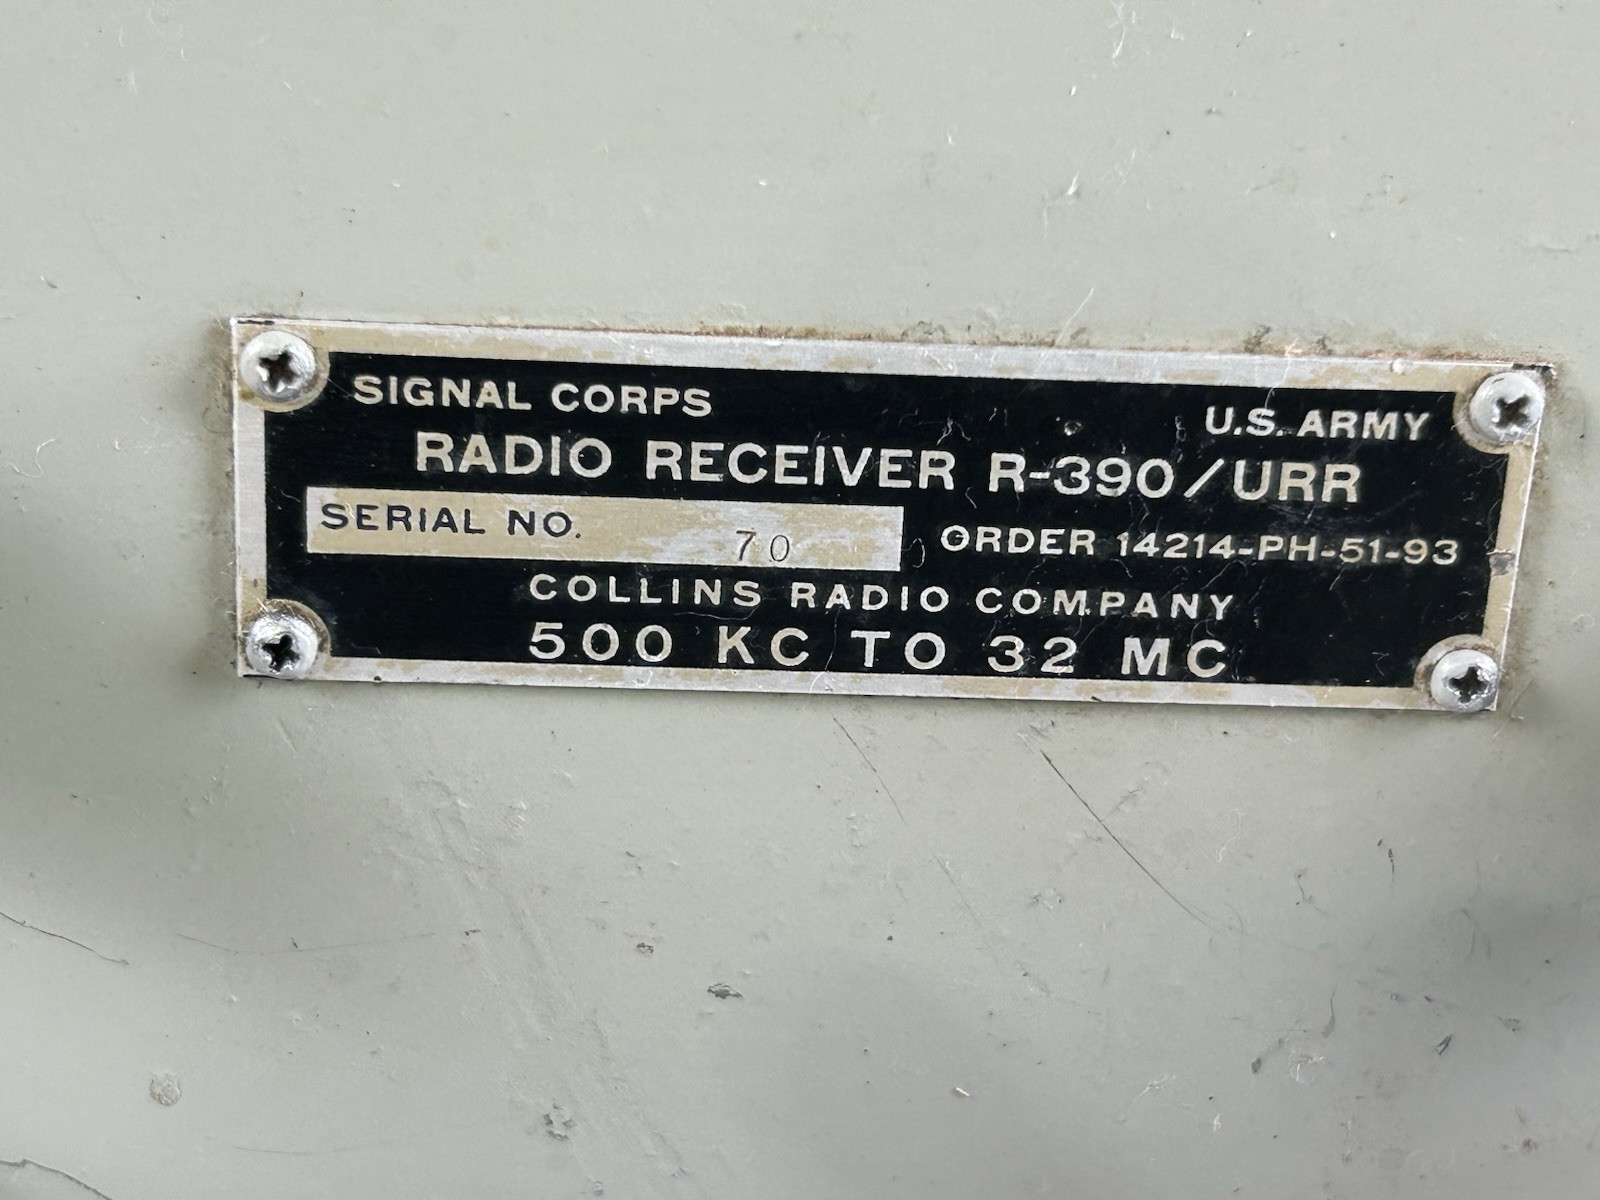 SIGNAL CORPS U.S. ARMY
RADIO RECEIVER R-390/URR
SERIAL NO. 70 ORDER 14214-PH-51-93
COLLINS RADIO COMPANY
500 KC TO 32 MC